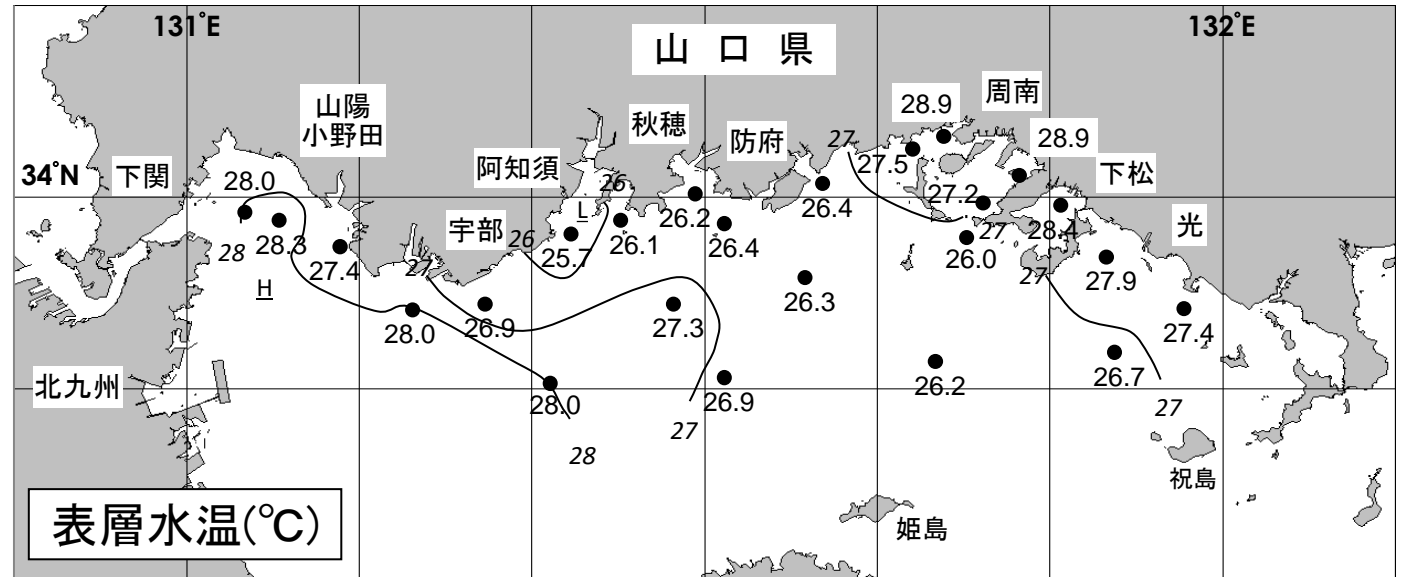 131°E
132°E
山口県
28.9
周南
山陽
小野田
秋穂
防府
27
27.5
28.9
下松
阿知須
34°N
下関
28.0
26
26.2
26.4
27.2
L
宇部
26.1
26.4
28.4
光
28
28.3
27.4
26
25.7
27
26.0
H
27
26.3
27
27.9
28.0
26.9
27.3
27.4
北九州
28.0
26.9
26.2
26.7
27
27
28
祝島
表層水温(℃)
姫島